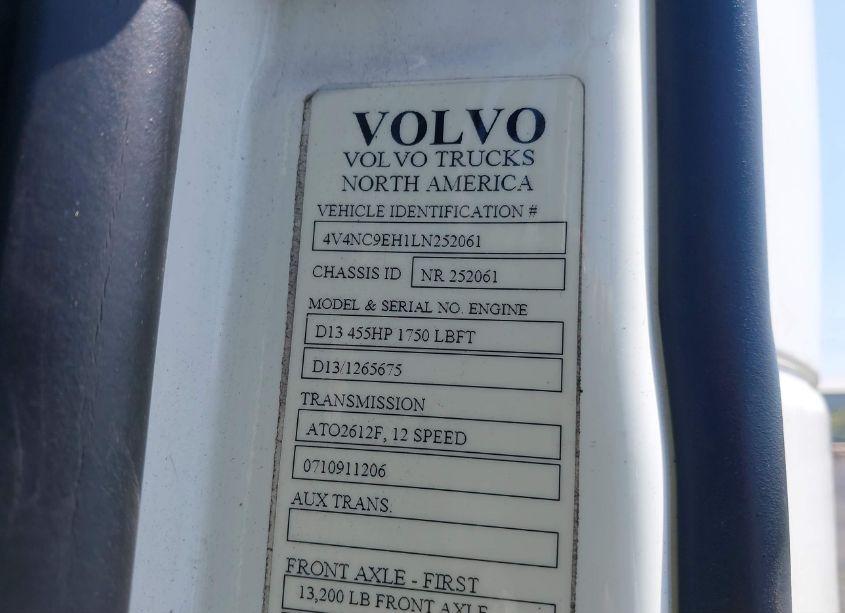 VOLVO
VOLVO TRUCKS
NORTH AMERICA
VEHICLE IDENTIFICATION #
4V4NC9EH1LN252061
CHASSIS ID NR 252061
MODEL & SERIAL NO. ENGINE
D13 455HP 1750 LBFT
D13/1265675
TRANSMISSION
ATO2612F, 12 SPEED
0710911206
AUX TRANS.
FRONT AXLE - FIRST
13,200 LB FRONT AXLE